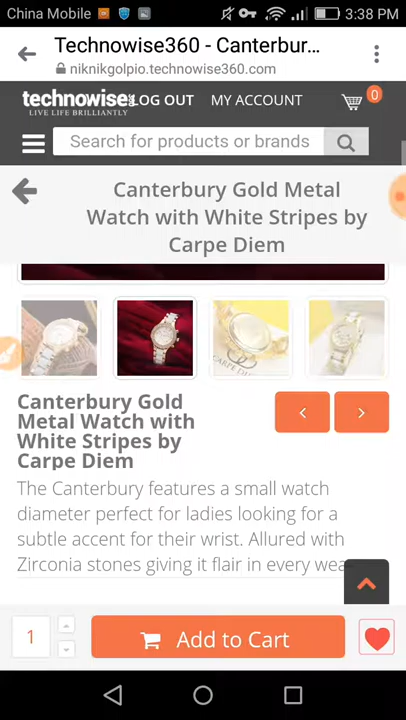 China Mobile 3:38 PM
Technowise360 - Canterbur...
niknikgolpio.technowise360.com
technowise LOG OUT MY ACCOUNT 0
LIVE LIFE BRILLIANTLY
Search for products or brands
Canterbury Gold Metal
Watch with White Stripes by
Carpe Diem
Canterbury Gold
Metal Watch with
White Stripes by
Carpe Diem
The Canterbury features a small watch
diameter perfect for ladies looking for a
subtle accent for their wrist. Allured with
Zirconia stones giving it flair in every wea
1 Add to Cart